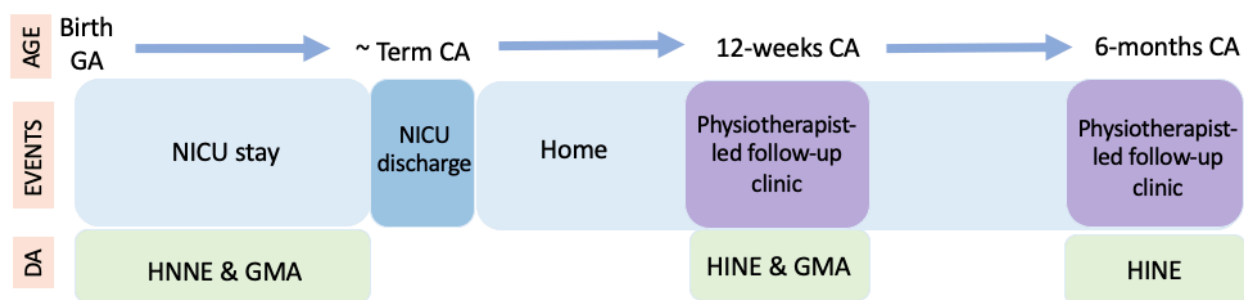 AGE
Birth
GA
~ Term CA
12-weeks CA
6-months CA
EVENTS
NICU stay
NICU
discharge
Home
Physiotherapist-
led follow-up
clinic
Physiotherapist-
led follow-up
clinic
DA
HNNE & GMA
HINE & GMA
HINE